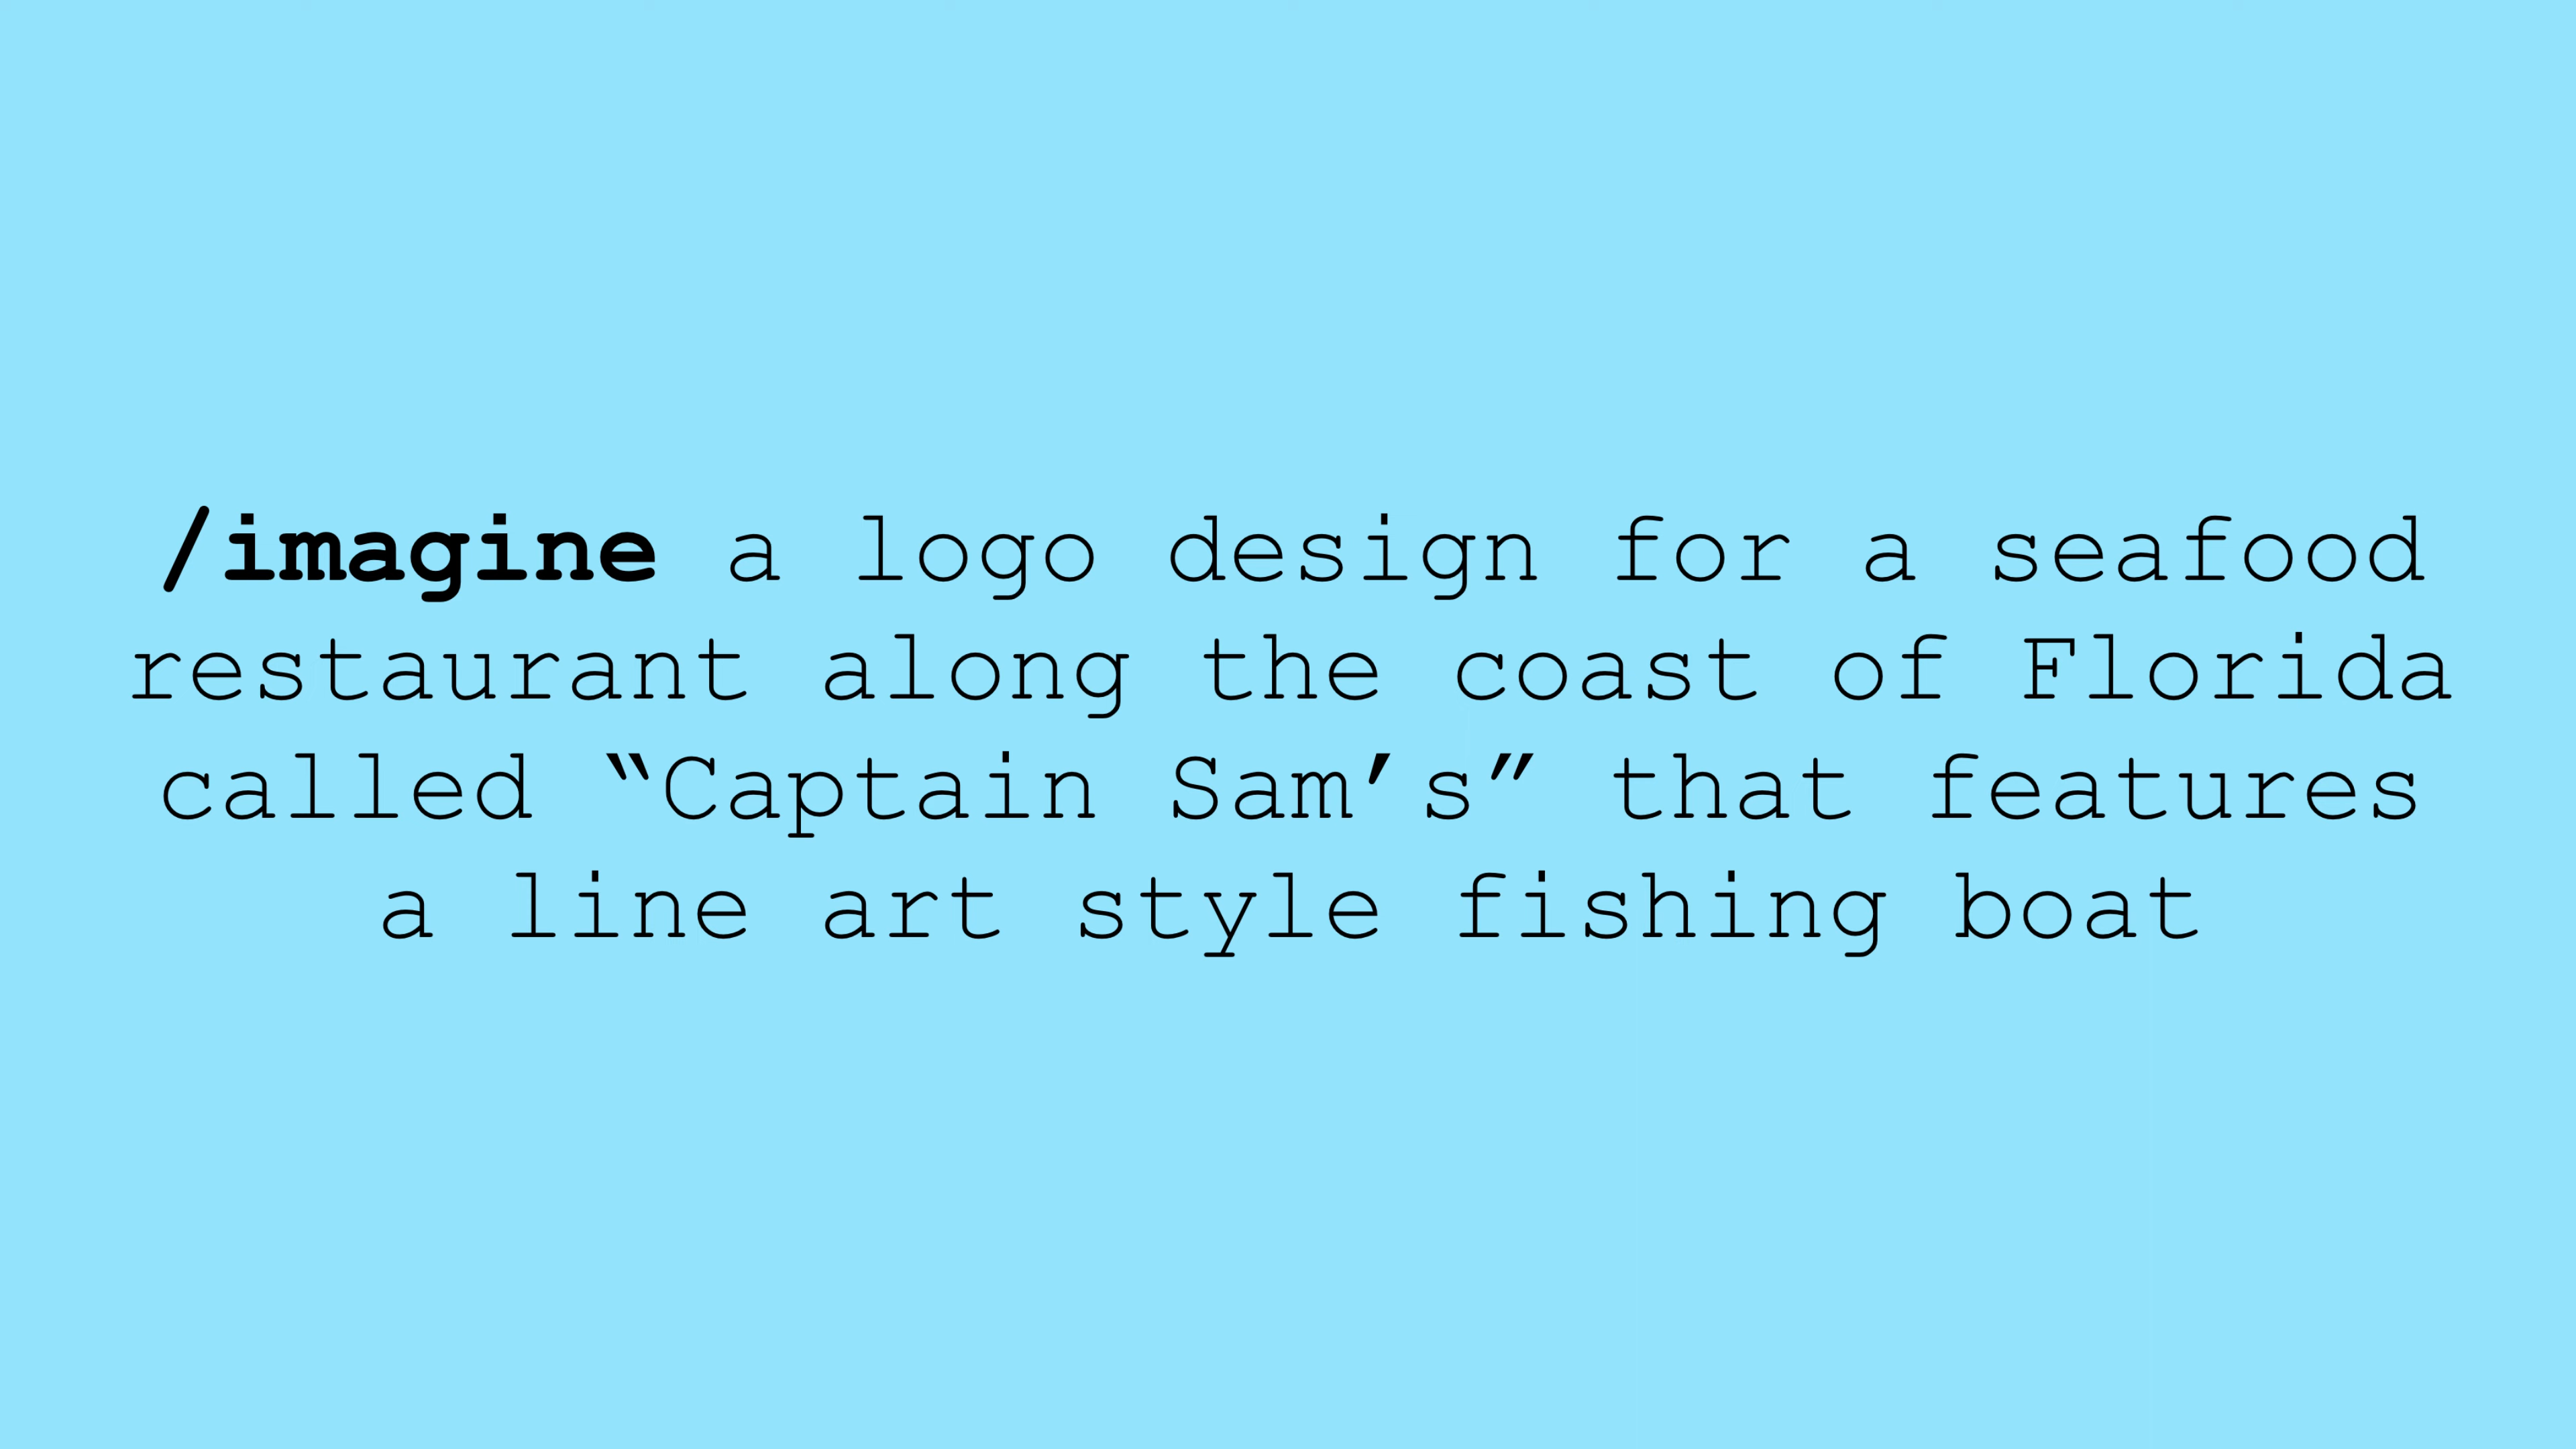 /imagine a logo design for a seafood
restaurant along the coast of Florida
called “Captain Sam’s” that features
a line art style fishing boat